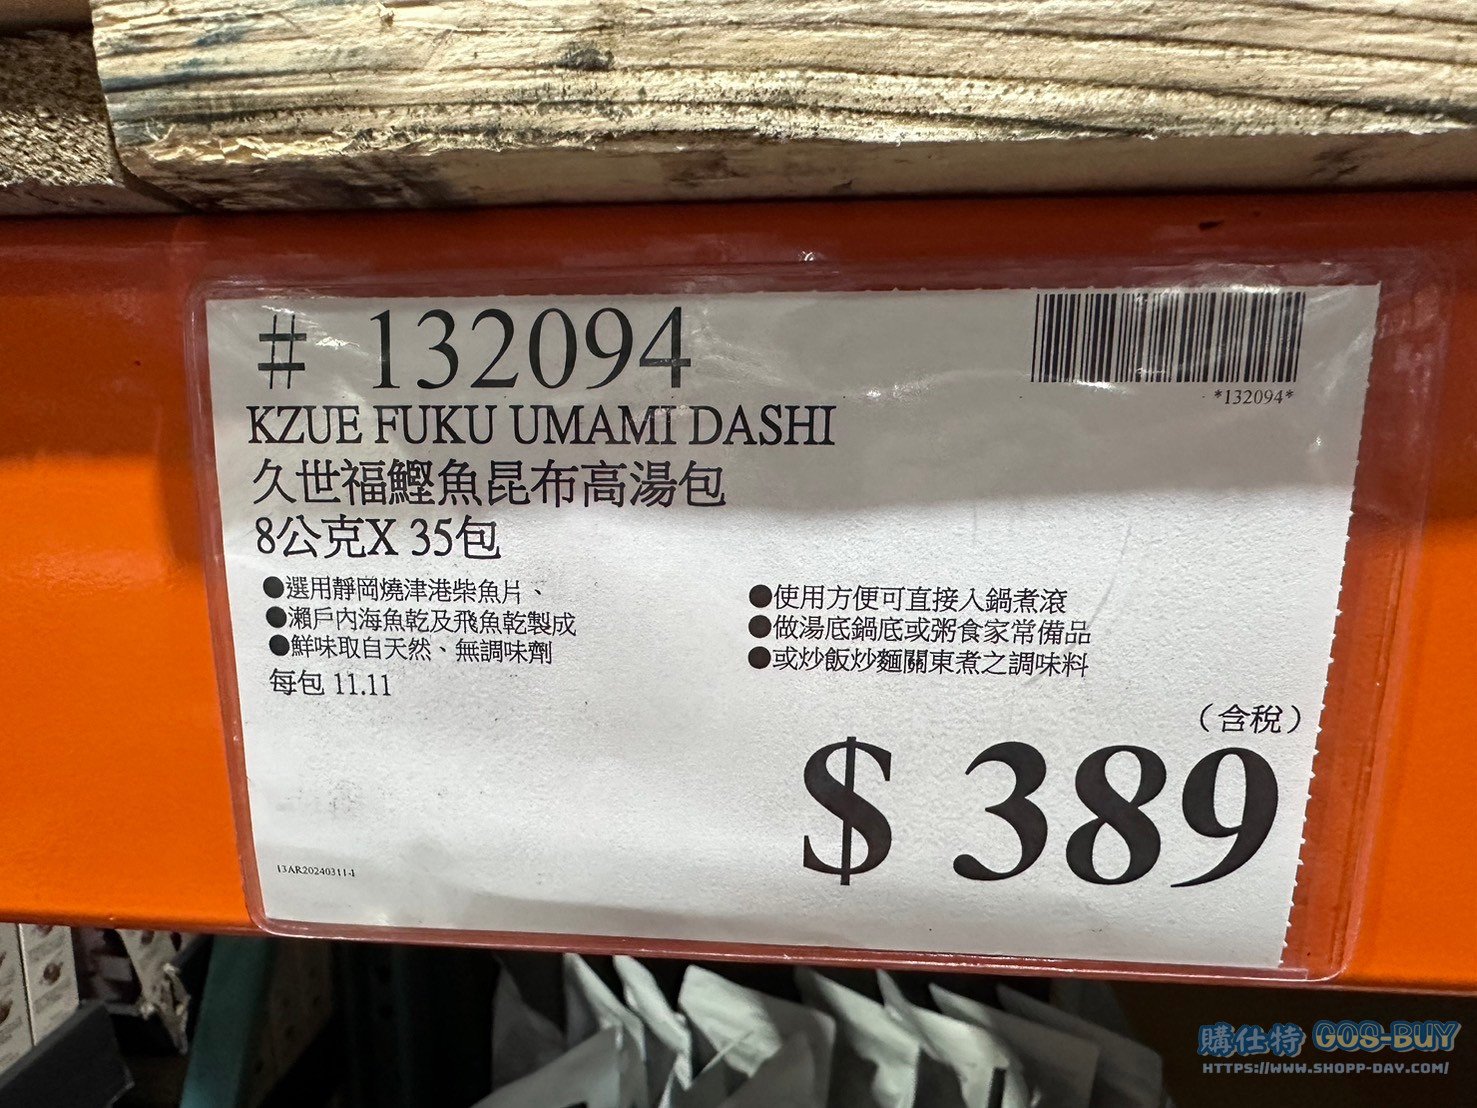 # 132094
*132094*
KZUE FUKU UMAMI DASHI
久世福鰹魚昆布高湯包
8公克X 35包
●選用靜岡燒津港柴魚片、
●瀨戶內海魚乾及飛魚乾製成
●鮮味取自天然、無調味劑
每包 11.11
●使用方便可直接入鍋煮滾
●做湯底鍋底或粥食家常備品
●或炒飯炒麵關東煮之調味料
（含稅）
$ 389
13AR20240311-1
購仕特 GOS-BUY
HTTPS://WWW.SHOPP-DAY.COM/